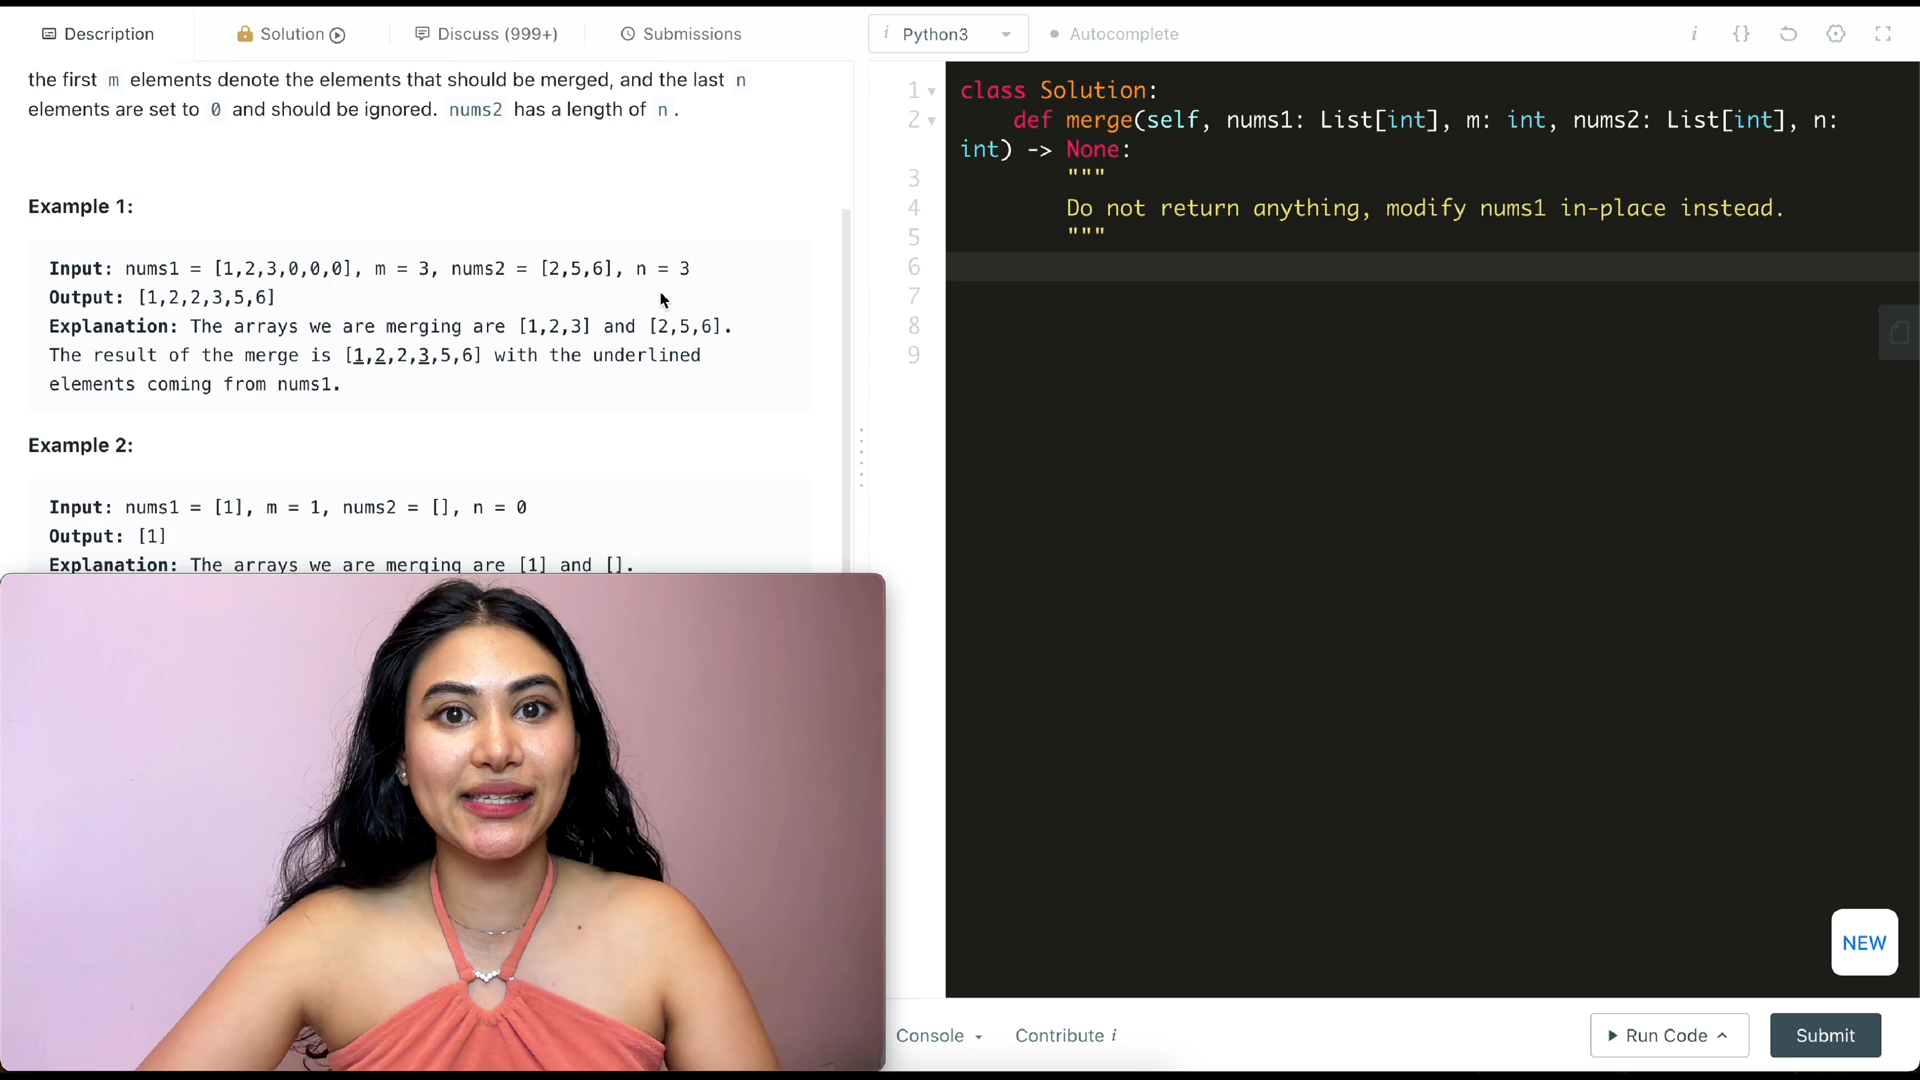 Description
Solution
Discuss (999+)
Submissions
Python3
Autocomplete
i
{}
the first m elements denote the elements that should be merged, and the last n
elements are set to 0 and should be ignored. nums2 has a length of n.
Example 1:
Input: nums1 = [1,2,3,0,0,0], m = 3, nums2 = [2,5,6], n = 3
Output: [1,2,2,3,5,6]
Explanation: The arrays we are merging are [1,2,3] and [2,5,6].
The result of the merge is [1,2,2,3,5,6] with the underlined
elements coming from nums1.
Example 2:
Input: nums1 = [1], m = 1, nums2 = [], n = 0
Output: [1]
Explanation: The arrays we are merging are [1] and [].
1 class Solution:
2 def merge(self, nums1: List[int], m: int, nums2: List[int], n:
int) -> None:
3 """
4 Do not return anything, modify nums1 in-place instead.
5 """
6
7
8
9
NEW
Console
Contribute i
Run Code
Submit